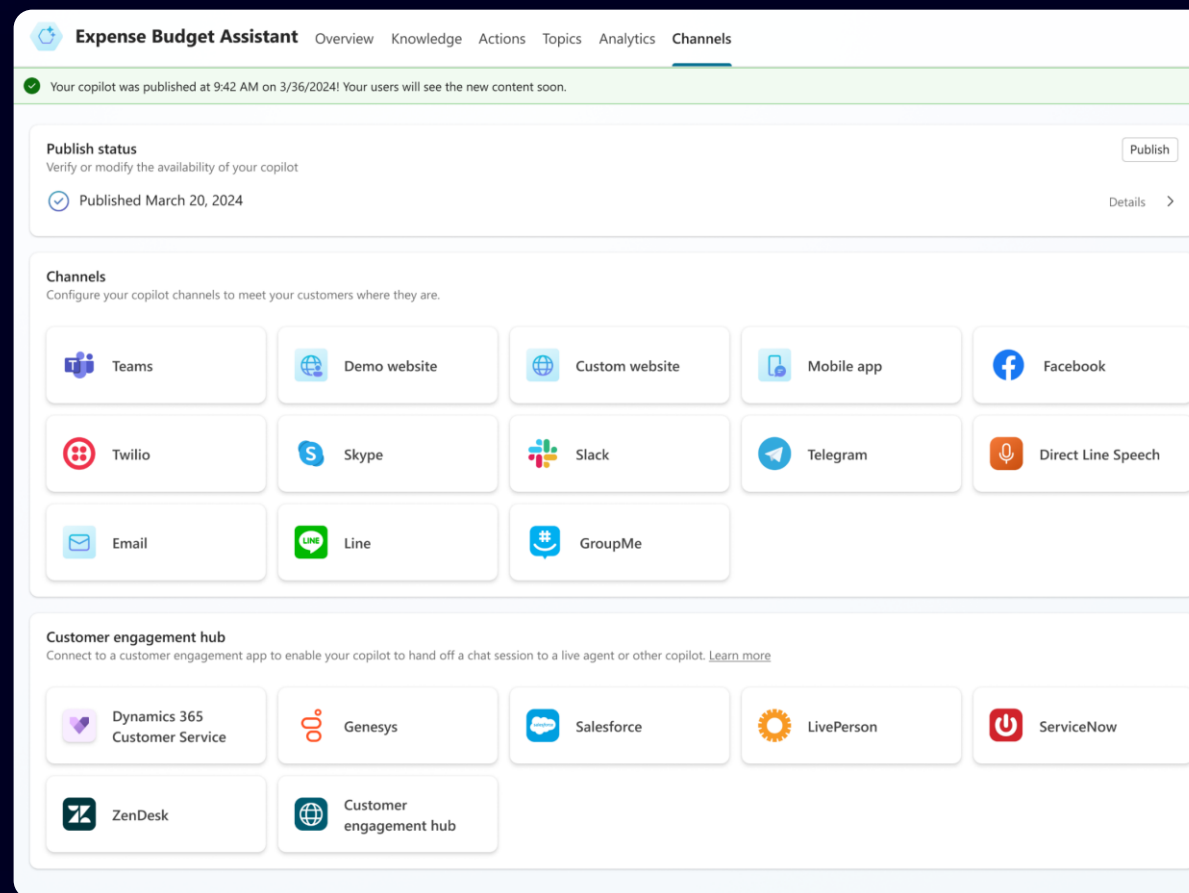 Expense Budget Assistant Overview Knowledge Actions Topics Analytics Channels
Your copilot was published at 9:42 AM on 3/36/2024! Your users will see the new content soon.
Publish status
Publish
Verify or modify the availability of your copilot
Published March 20, 2024
Details
Channels
Configure your copilot channels to meet your customers where they are.
Teams
Demo website
Custom website
Mobile app
Facebook
Twilio
Skype
Slack
Telegram
Direct Line Speech
Email
LINE
Line
GroupMe
Customer engagement hub
Connect to a customer engagement app to enable your copilot to hand off a chat session to a live agent or other copilot. Learn more
Dynamics 365
Customer Service
Genesys
salesforce
Salesforce
LivePerson
ServiceNow
ZenDesk
Customer
engagement hub